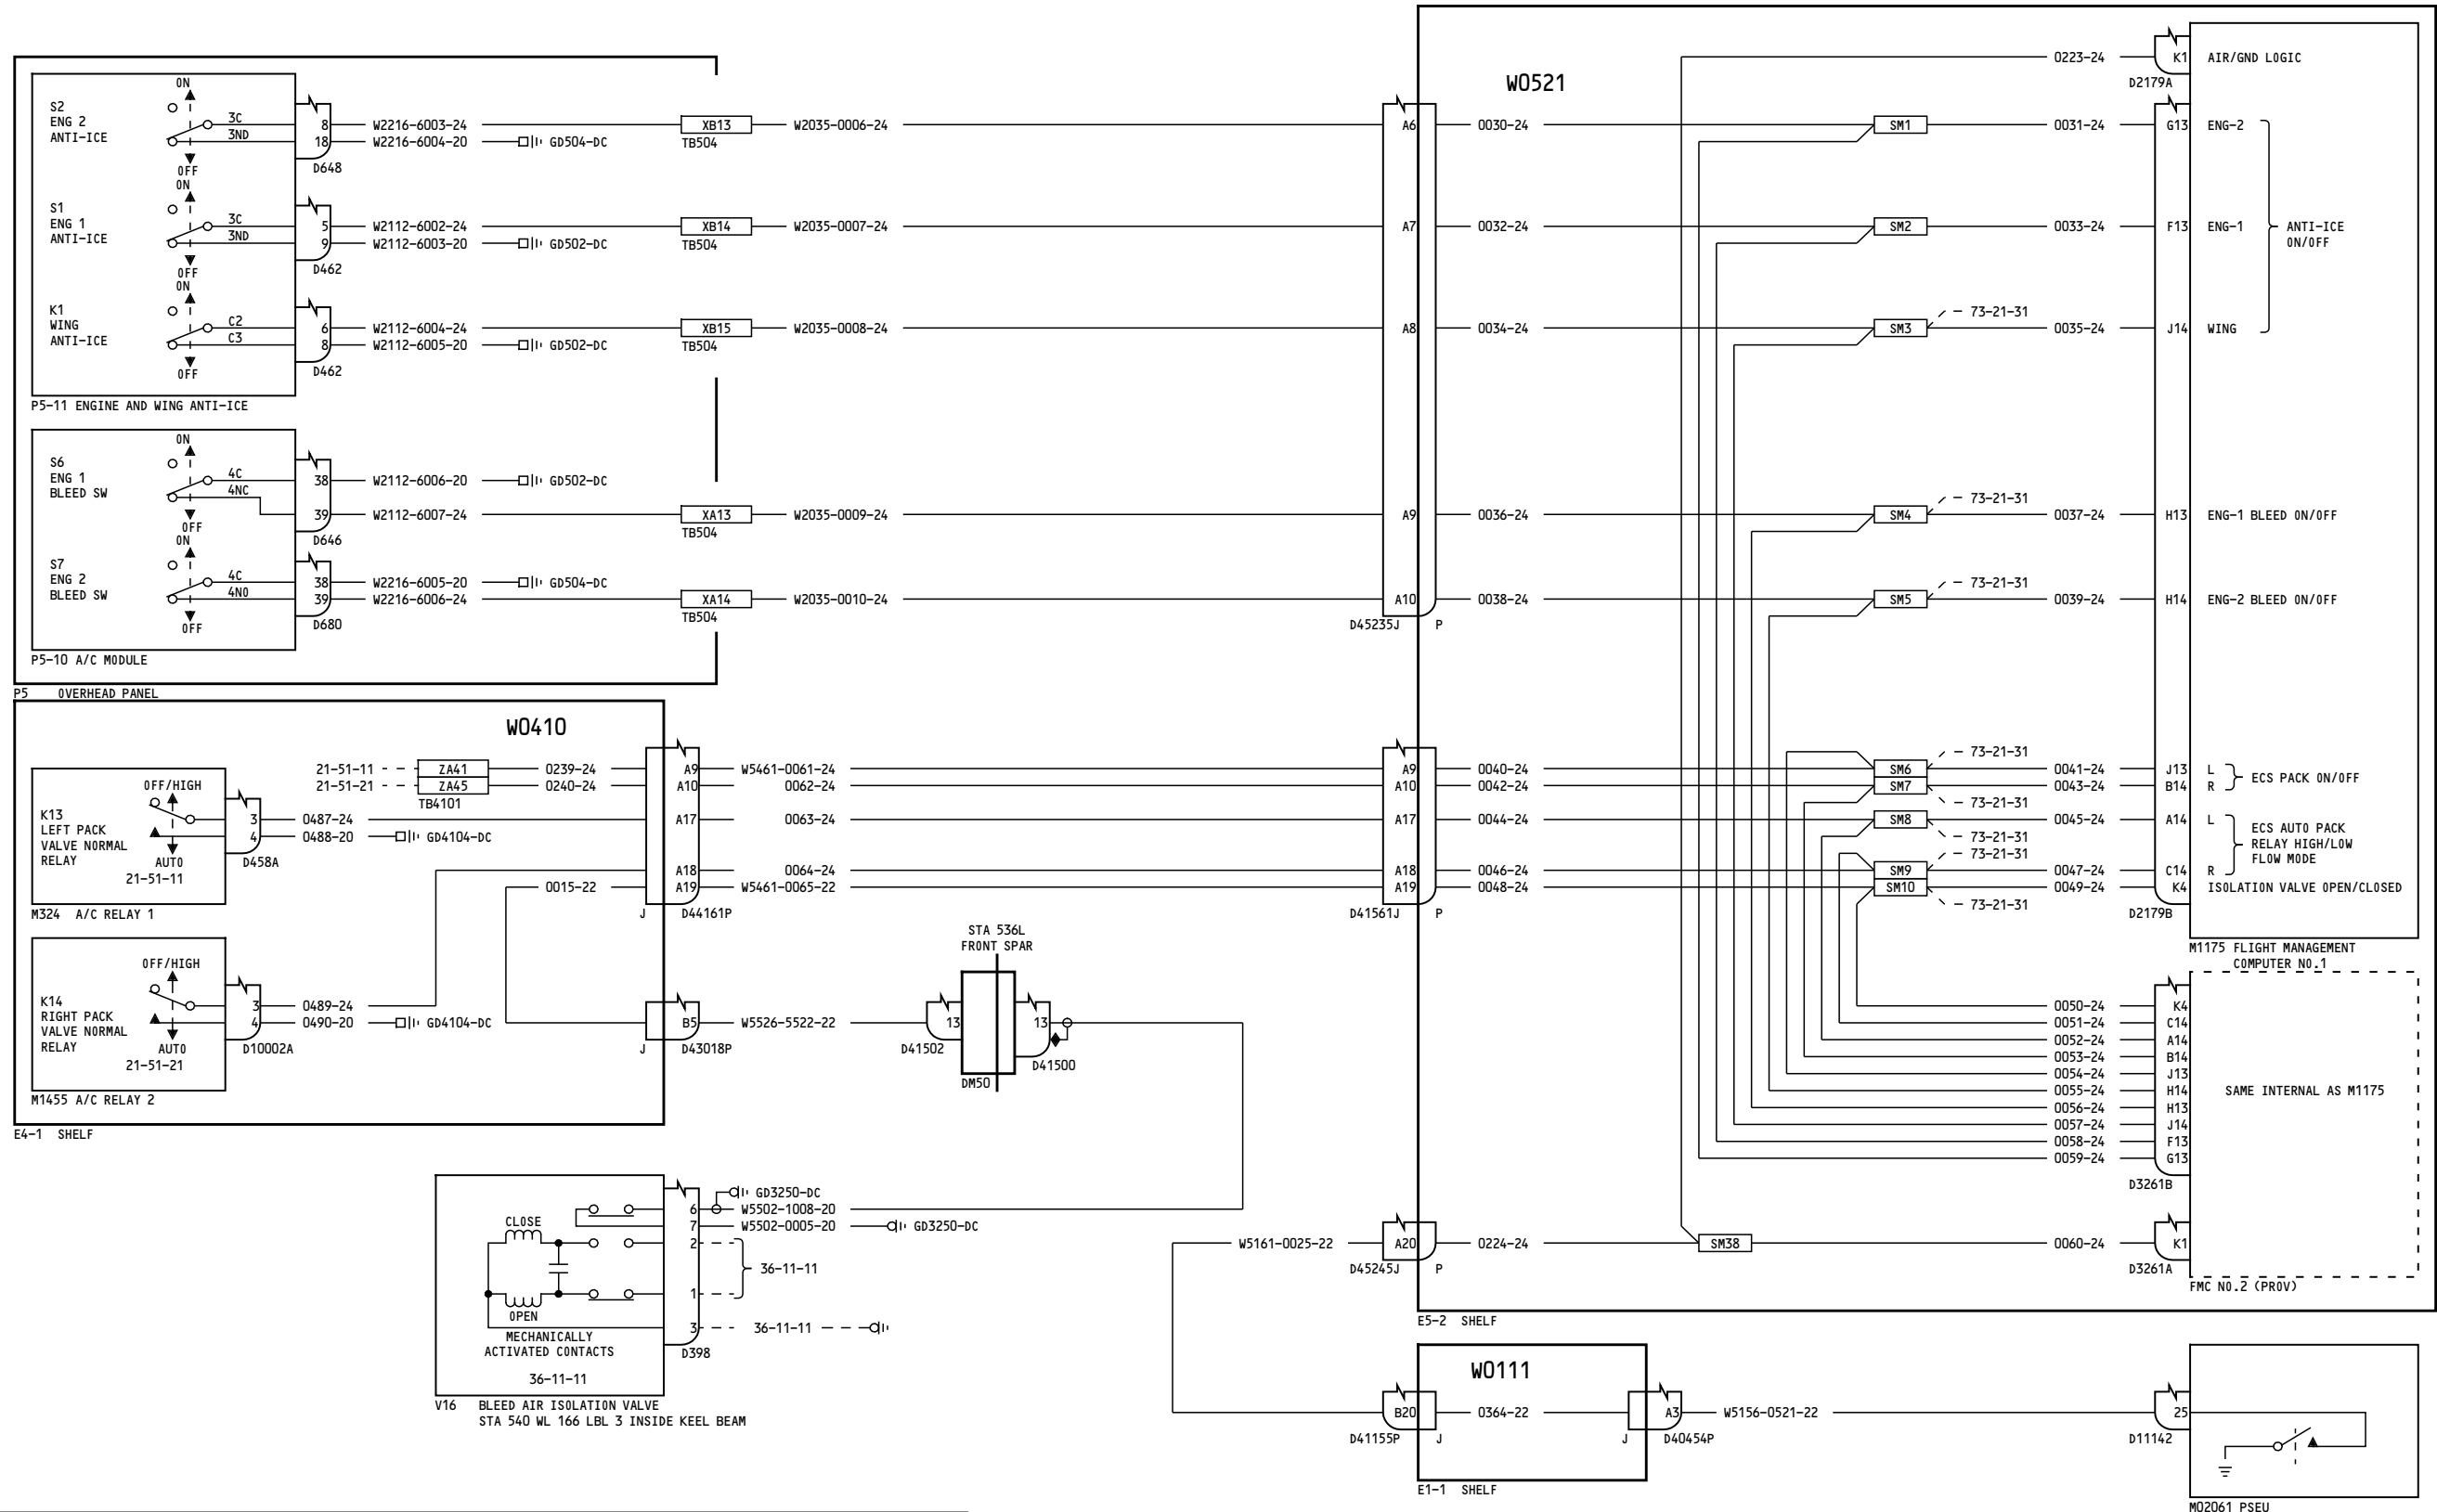 W0521
0223-24
K1
AIR/GND LOGIC
D2179A
ON
S2
ENG 2
ANTI-ICE
3C
3ND
OFF
8
18
D648
W2216-6003-24
W2216-6004-20
GD504-DC
XB13
TB504
W2035-0006-24
A6
0030-24
SM1
0031-24
G13
ENG-2
ON
S1
ENG 1
ANTI-ICE
3C
3ND
OFF
5
9
D462
W2112-6002-24
W2112-6003-20
GD502-DC
XB14
TB504
W2035-0007-24
A7
0032-24
SM2
0033-24
F13
ENG-1
ANTI-ICE
ON/OFF
ON
K1
WING
ANTI-ICE
C2
C3
OFF
6
8
D462
W2112-6004-24
W2112-6005-20
GD502-DC
XB15
TB504
W2035-0008-24
A8
0034-24
SM3
73-21-31
0035-24
J14
WING
P5-11 ENGINE AND WING ANTI-ICE
ON
S6
ENG 1
BLEED SW
4C
4NC
OFF
38
39
D646
W2112-6006-20
GD502-DC
W2112-6007-24
XA13
TB504
W2035-0009-24
A9
0036-24
SM4
73-21-31
0037-24
H13
ENG-1 BLEED ON/OFF
ON
S7
ENG 2
BLEED SW
4C
4NO
OFF
38
39
D680
W2216-6005-20
GD504-DC
W2216-6006-24
XA14
TB504
W2035-0010-24
A10
D45235J
P
0038-24
SM5
73-21-31
0039-24
H14
ENG-2 BLEED ON/OFF
P5-10 A/C MODULE
P5 OVERHEAD PANEL
W0410
21-51-11
ZA41
0239-24
A9
W5461-0061-24
A9
0040-24
SM6
73-21-31
0041-24
J13
L
21-51-21
ZA45
0240-24
A10
0062-24
A10
0042-24
SM7
73-21-31
0043-24
B14
R
ECS PACK ON/OFF
TB4101
OFF/HIGH
K13
LEFT PACK
VALVE NORMAL
RELAY
AUTO
21-51-11
3
4
D458A
0487-24
0488-20
GD4104-DC
A17
0063-24
A17
0044-24
SM8
73-21-31
0045-24
A14
L
ECS AUTO PACK
RELAY HIGH/LOW
FLOW MODE
A18
0064-24
A18
0046-24
SM9
73-21-31
0047-24
C14
R
0015-22
A19
W5461-0065-22
A19
0048-24
SM10
73-21-31
0049-24
K4
ISOLATION VALVE OPEN/CLOSED
J
D44161P
D41561J
P
D2179B
M324 A/C RELAY 1
M1175 FLIGHT MANAGEMENT
COMPUTER NO.1
OFF/HIGH
K14
RIGHT PACK
VALVE NORMAL
RELAY
AUTO
21-51-21
3
4
D10002A
0489-24
0490-20
GD4104-DC
B5
J
D43018P
W5526-5522-22
STA 536L
FRONT SPAR
13
D41502
DM50
13
D41500
M1455 A/C RELAY 2
E4-1 SHELF
0050-24
K4
0051-24
C14
0052-24
A14
0053-24
B14
0054-24
J13
0055-24
H14
0056-24
H13
0057-24
J14
0058-24
F13
0059-24
G13
D3261B
SAME INTERNAL AS M1175
CLOSE
OPEN
MECHANICALLY
ACTIVATED CONTACTS
36-11-11
GD3250-DC
6
W5502-1008-20
7
W5502-0005-20
GD3250-DC
2
36-11-11
1
3
36-11-11
D398
V16 BLEED AIR ISOLATION VALVE
STA 540 WL 166 LBL 3 INSIDE KEEL BEAM
W5161-0025-22
A20
D45245J
P
0224-24
SM38
0060-24
K1
D3261A
FMC NO.2 (PROV)
E5-2 SHELF
W0111
B20
D41155P
J
0364-22
J
A3
D40454P
W5156-0521-22
25
D11142
E1-1 SHELF
M02061 PSEU